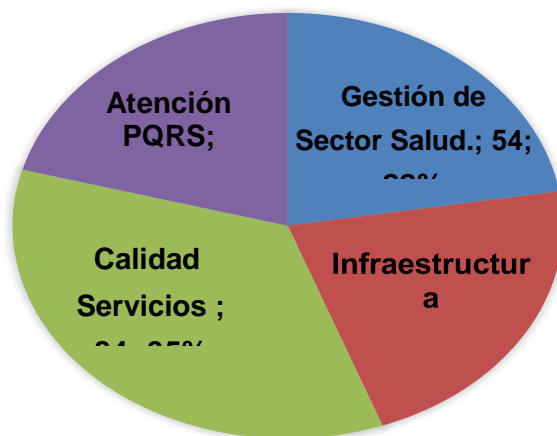 Atención
PQRS;
Gestión de
Sector Salud.; 54;
Infraestructur
a
Calidad
Servicios ;